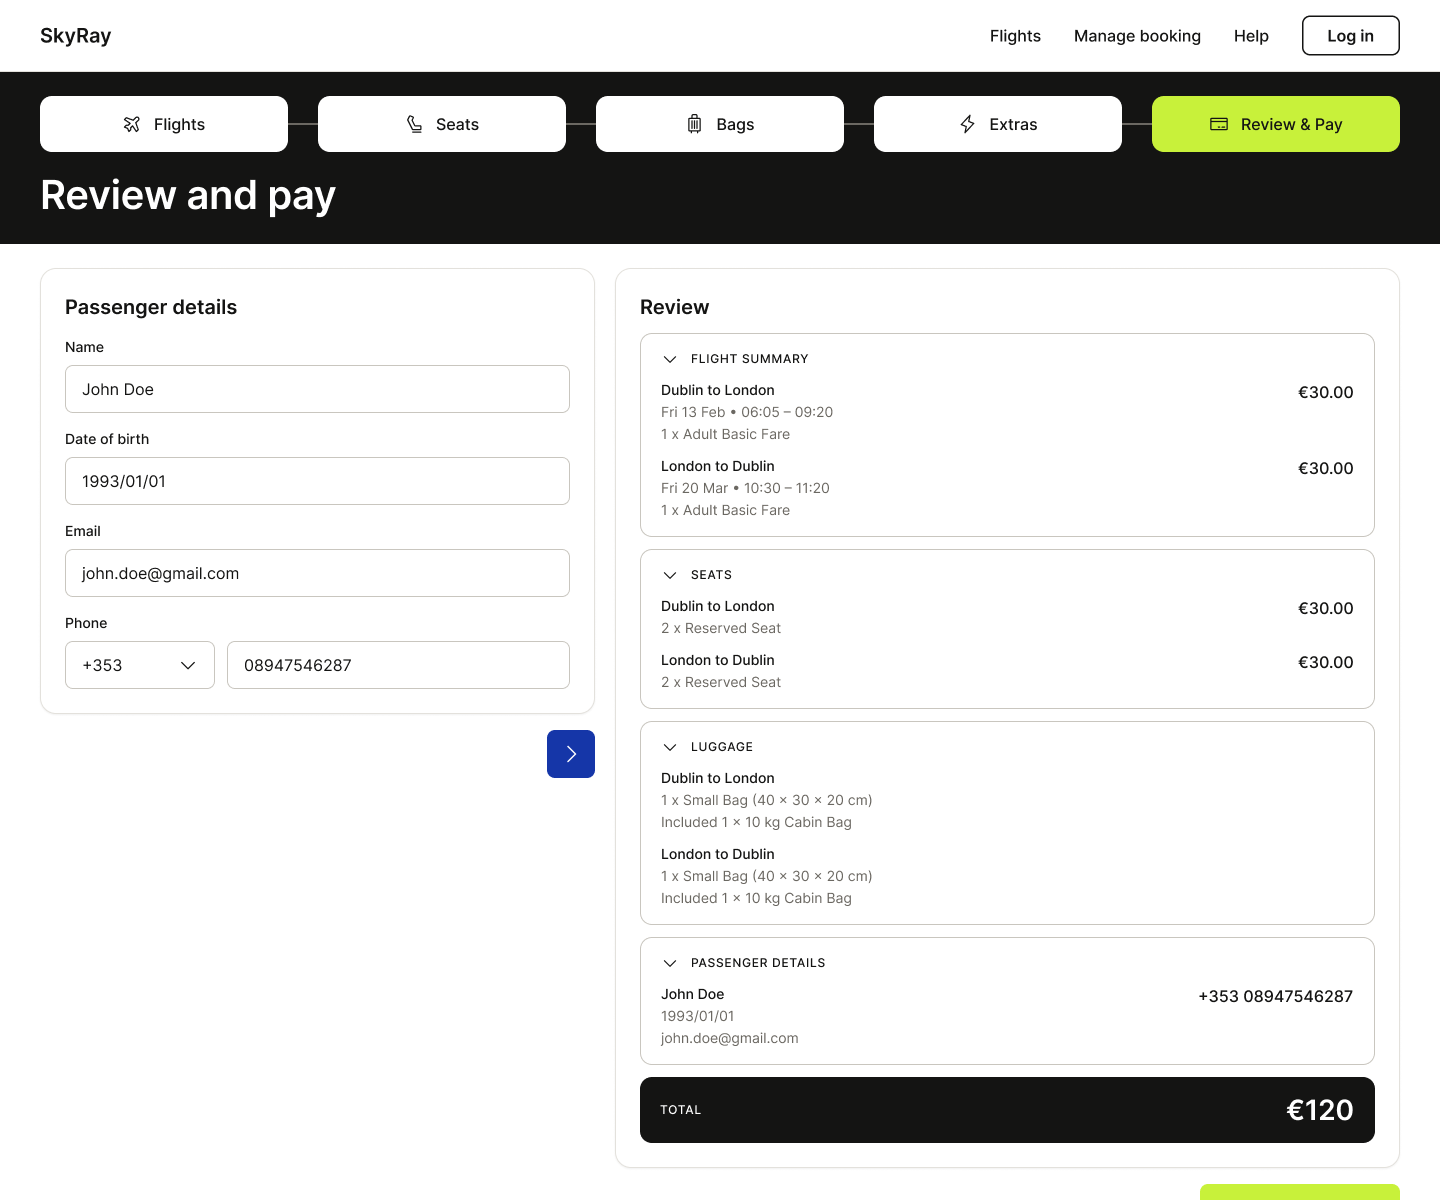 SkyRay
Flights
Manage booking
Help
Log in
Flights
Seats
Bags
Extras
Review & Pay
Review and pay
Passenger details
Name
John Doe
Date of birth
1993/01/01
Email
john.doe@gmail.com
Phone
+353
08947546287
Review
FLIGHT SUMMARY
Dublin to London
€30.00
Fri 13 Feb • 06:05 – 09:20
1 x Adult Basic Fare
London to Dublin
€30.00
Fri 20 Mar • 10:30 – 11:20
1 x Adult Basic Fare
SEATS
Dublin to London
€30.00
2 x Reserved Seat
London to Dublin
€30.00
2 x Reserved Seat
LUGGAGE
Dublin to London
1 x Small Bag (40 × 30 × 20 cm)
Included 1 × 10 kg Cabin Bag
London to Dublin
1 x Small Bag (40 × 30 × 20 cm)
Included 1 × 10 kg Cabin Bag
PASSENGER DETAILS
John Doe
+353 08947546287
1993/01/01
john.doe@gmail.com
TOTAL
€120